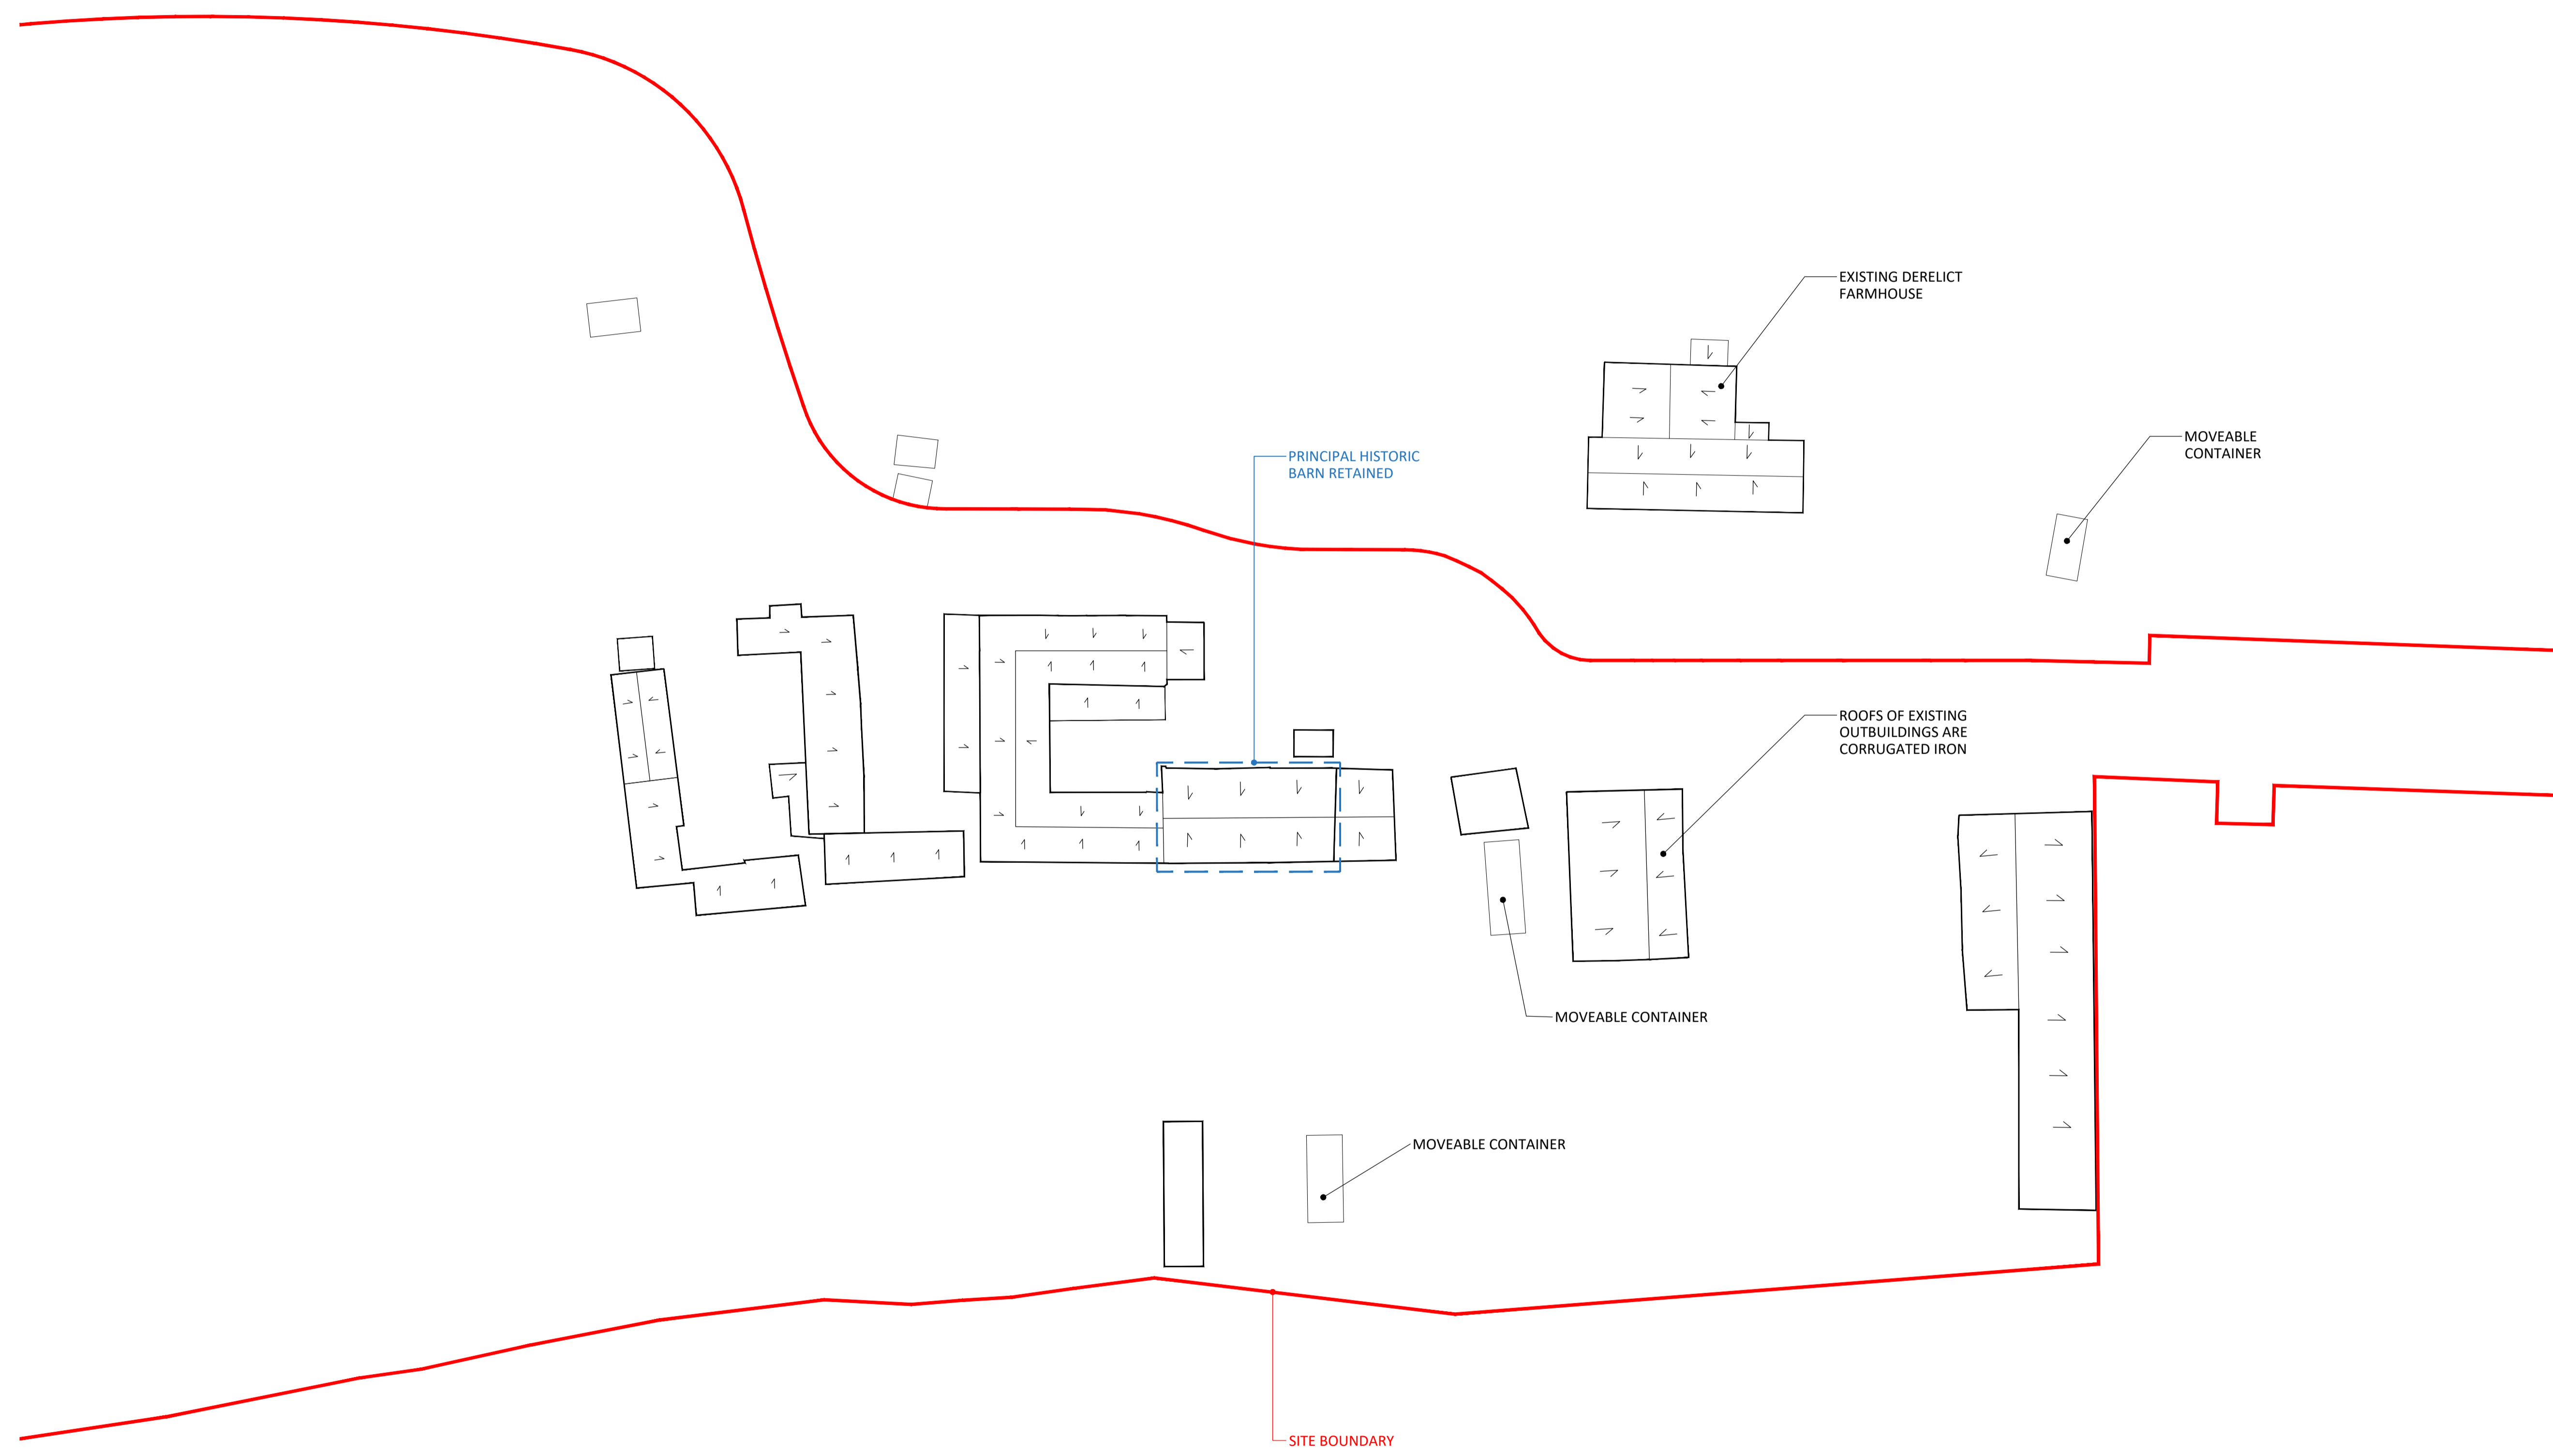 EXISTING DERELICT
FARMHOUSE
MOVEABLE
CONTAINER
PRINCIPAL HISTORIC
BARN RETAINED
ROOFS OF EXISTING
OUTBUILDINGS ARE
CORRUGATED IRON
MOVEABLE CONTAINER
MOVEABLE CONTAINER
SITE BOUNDARY